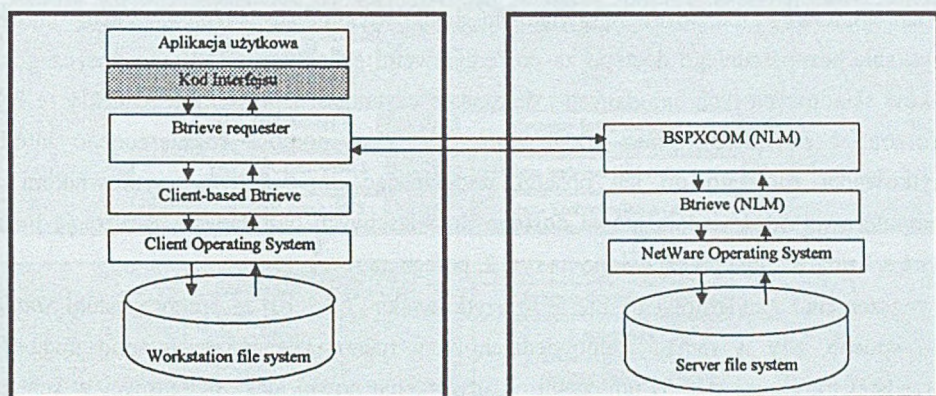 Aplikacja użytkowa
Kod Interfejsu
Btrieve requester
Client-based Btrieve
Client Operating System
Workstation file system
BSPXCOM (NLM)
Btrieve (NLM)
NetWare Operating System
Server file system